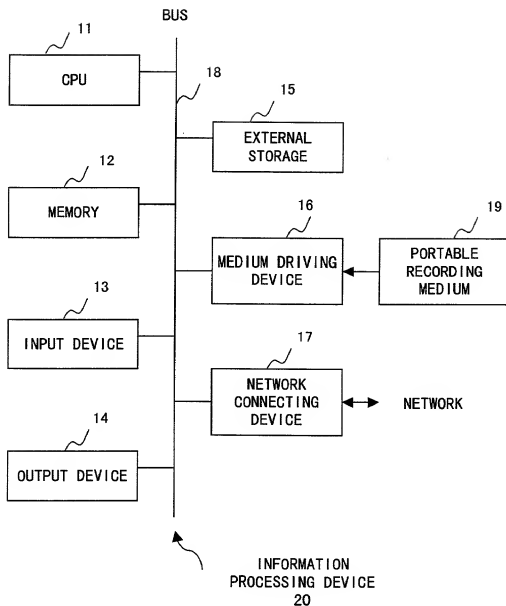 BUS
11
CPU
18
15
EXTERNAL
STORAGE
12
MEMORY
16
MEDIUM DRIVING
DEVICE
19
PORTABLE
RECORDING
MEDIUM
13
INPUT DEVICE
17
NETWORK
CONNECTING
DEVICE
NETWORK
14
OUTPUT DEVICE
INFORMATION
PROCESSING DEVICE
20